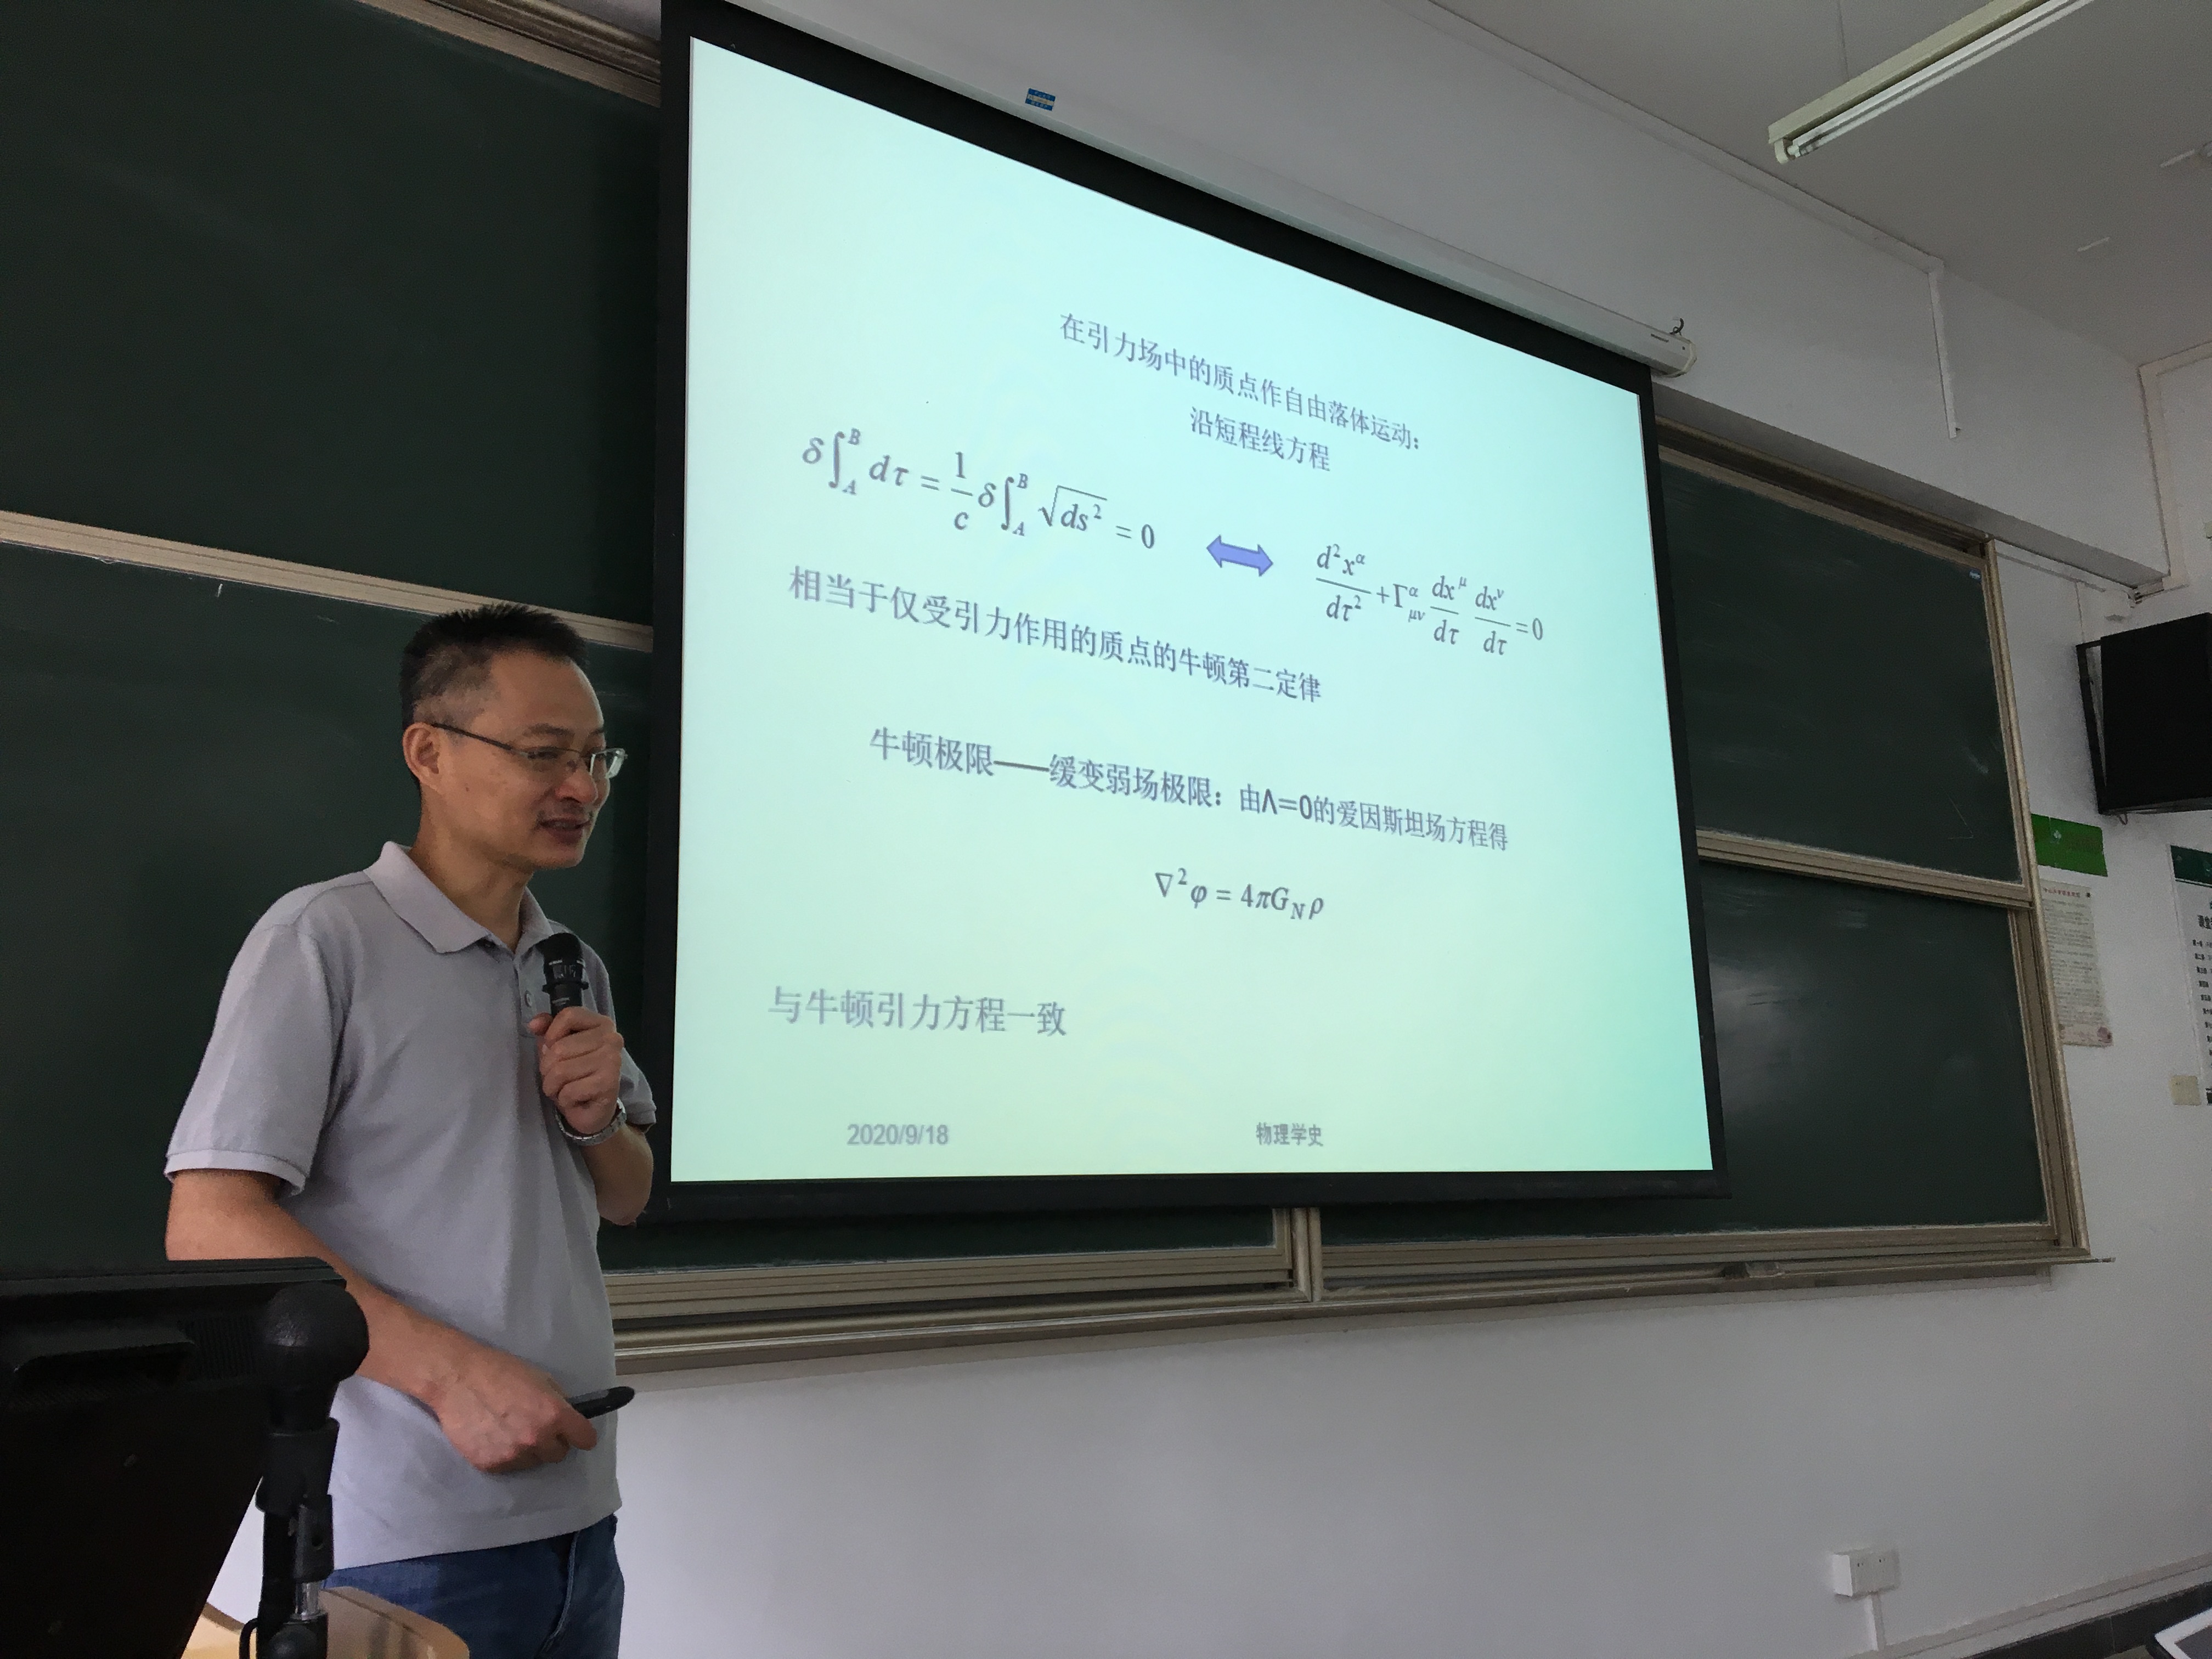 在引力场中的质点作自由落体运动:
沿短程线方程
δ∫_A^B dτ = 1/c δ∫_A^B √ds² = 0
d²x^α/dτ² + Γ^α_μν dx^μ/dτ dx^ν/dτ = 0
相当于仅受引力作用的质点的牛顿第二定律
牛顿极限——缓变弱场极限：由Λ=0的爱因斯坦场方程得
∇²φ = 4πG_N ρ
与牛顿引力方程一致
2020/9/18
物理学史